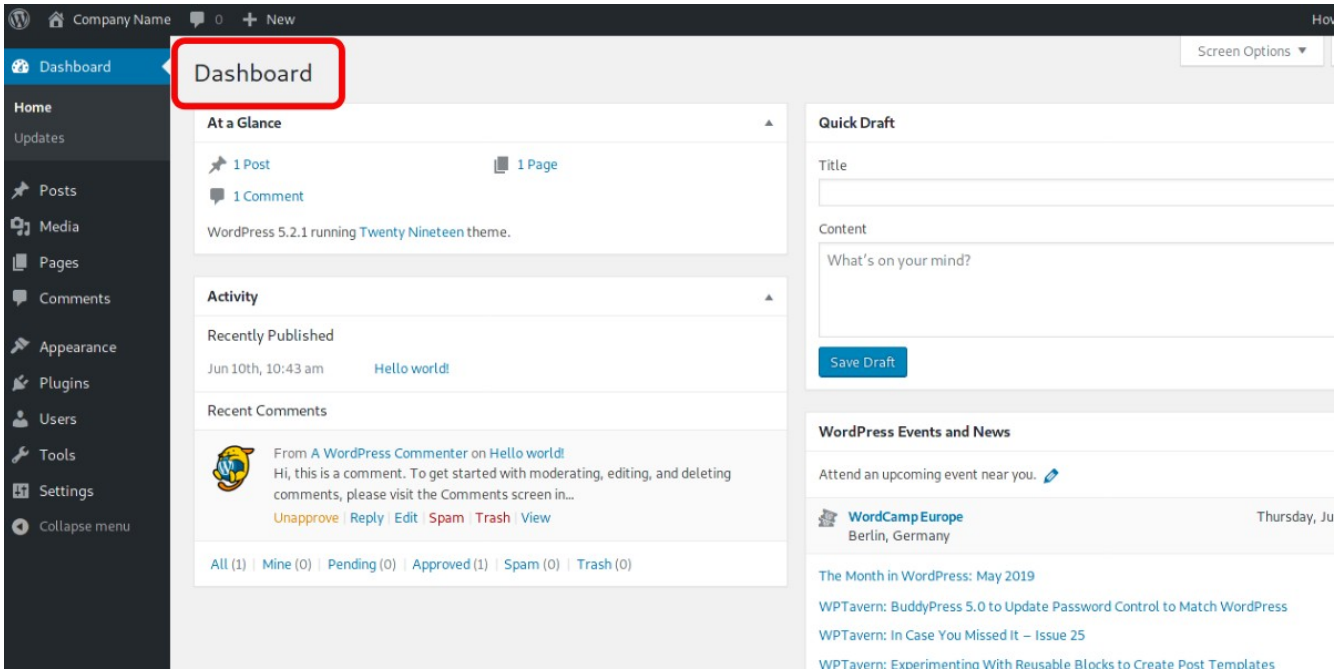 Company Name 0 + New
Screen Options ▼
Dashboard
Home
Updates
Posts
Media
Pages
Comments
Appearance
Plugins
Users
Tools
Settings
Collapse menu
Dashboard
At a Glance
1 Post 1 Page
1 Comment
WordPress 5.2.1 running Twenty Nineteen theme.
Activity
Recently Published
Jun 10th, 10:43 am Hello world!
Recent Comments
From A WordPress Commenter on Hello world!
Hi, this is a comment. To get started with moderating, editing, and deleting
comments, please visit the Comments screen in…
Unapprove | Reply | Edit | Spam | Trash | View
All (1) | Mine (0) | Pending (0) | Approved (1) | Spam (0) | Trash (0)
Quick Draft
Title
Content
What's on your mind?
Save Draft
WordPress Events and News
Attend an upcoming event near you.
WordCamp Europe Thursday,
Berlin, Germany
The Month in WordPress: May 2019
WPTavern: BuddyPress 5.0 to Update Password Control to Match WordPress
WPTavern: In Case You Missed It – Issue 25
WPTavern: Experimenting With Reusable Blocks to Create Post Templates